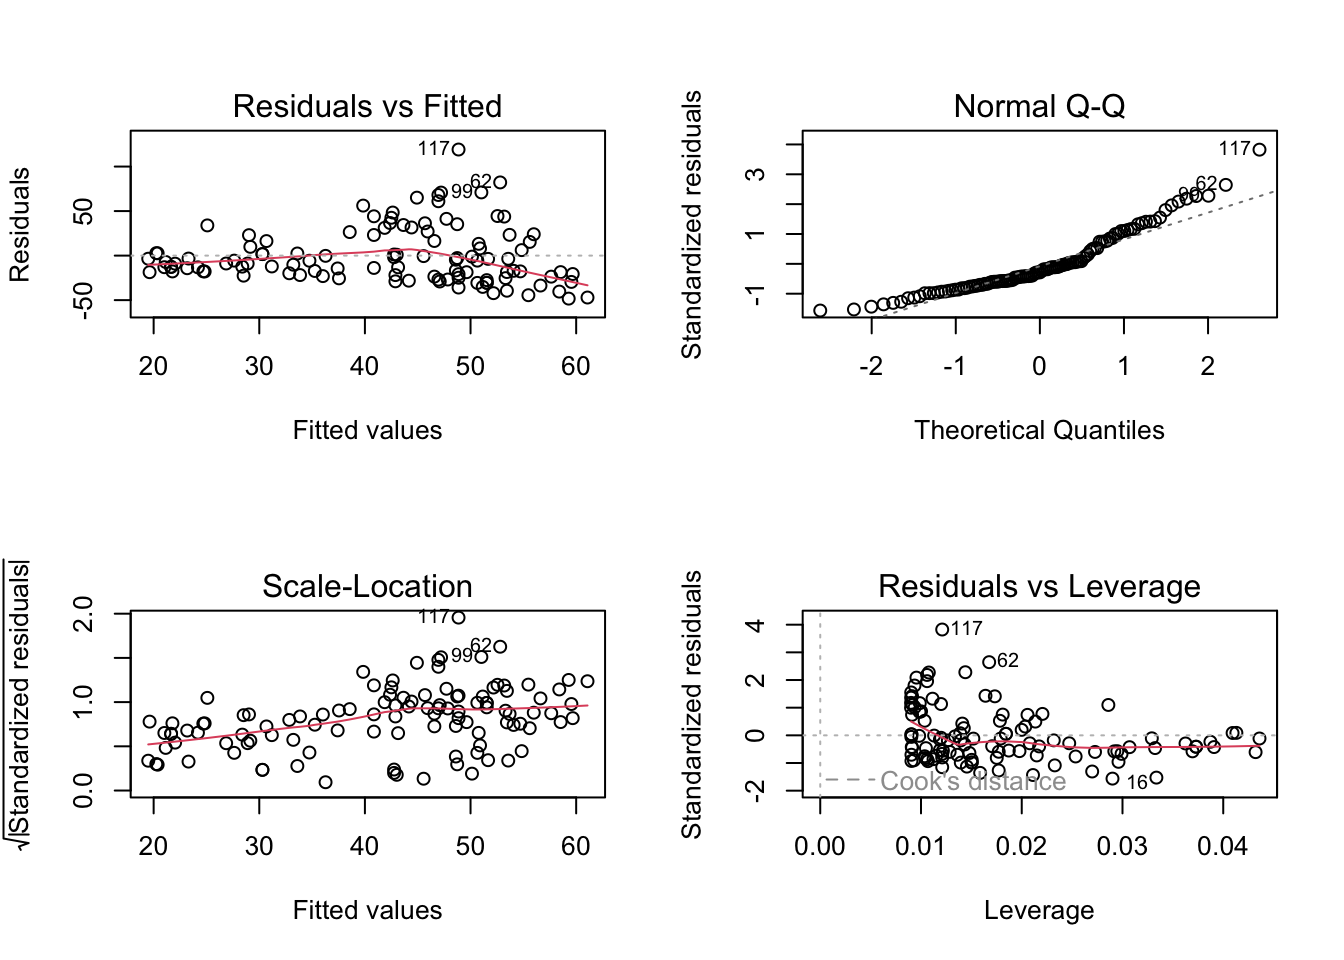 Residuals vs Fitted
Residuals
50
-50
117
62
99
20 30 40 50 60
Fitted values
Normal Q-Q
Standardized residuals
3
1
-1
117
62
-2 -1 0 1 2
Theoretical Quantiles
Scale-Location
√|Standardized residuals|
2.0
1.0
0.0
117
62
99
20 30 40 50 60
Fitted values
Residuals vs Leverage
Standardized residuals
4
2
0
-2
117
62
16
Cook's distance
0.00 0.01 0.02 0.03 0.04
Leverage